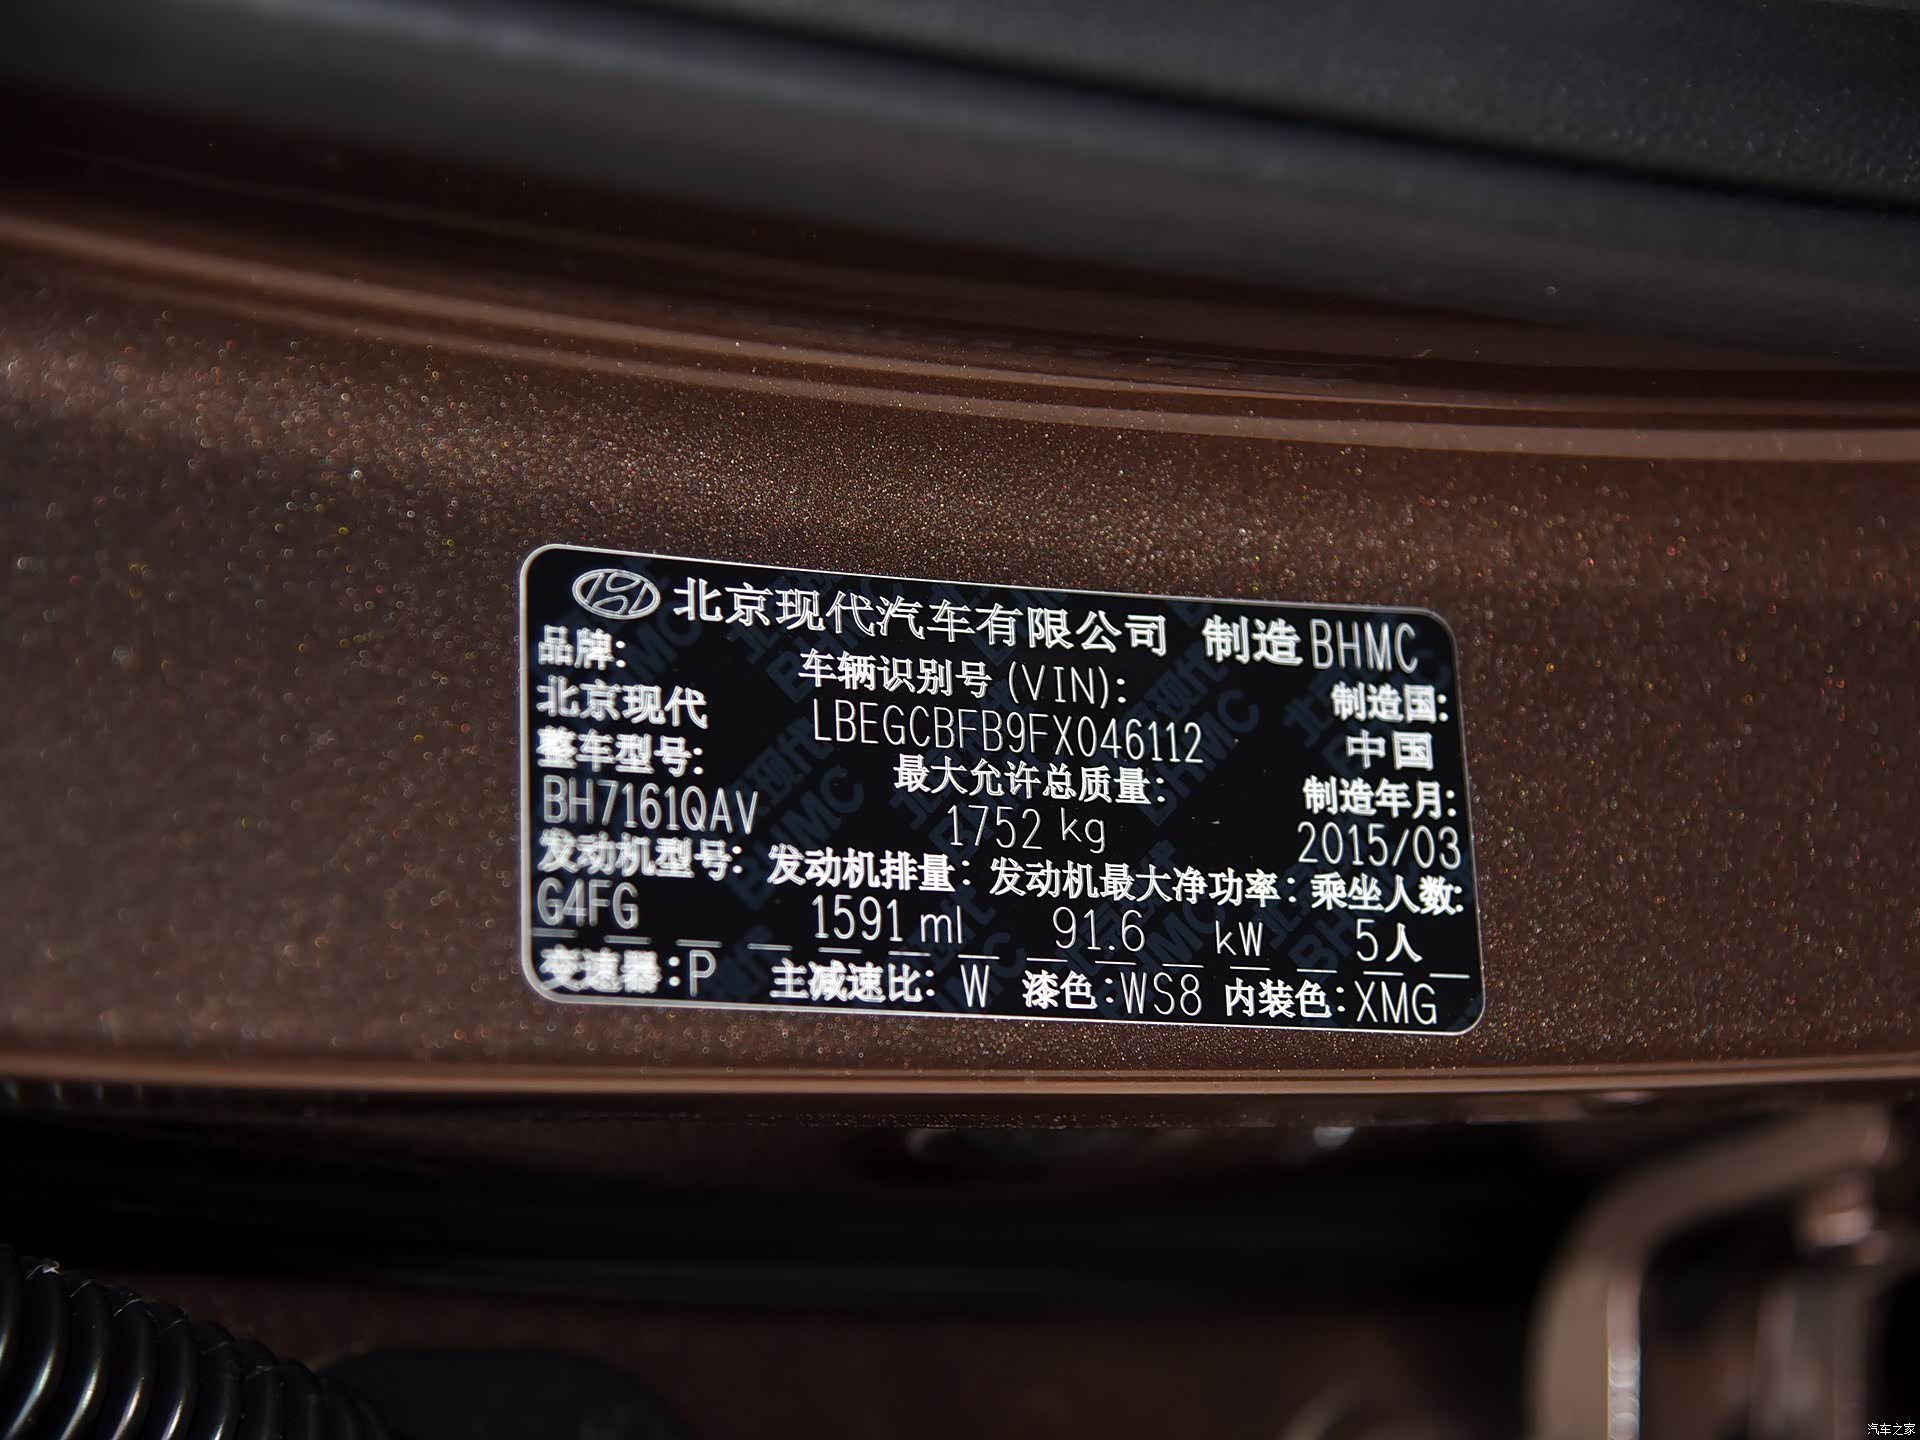 北京现代汽车有限公司 制造 BHMC
品牌: 车辆识别号 (VIN): 制造国:
北京现代 LBEGCBFB9FX046112 中国
整车型号: 最大允许总质量: 制造年月:
BH7161QAV 1752 kg 2015/03
发动机型号: 发动机排量: 发动机最大净功率: 乘坐人数:
G4FG 1591 ml 91.6 kW 5人
变速器:P 主减速比: W 漆色:WS8 内装色:XMG
汽车之家